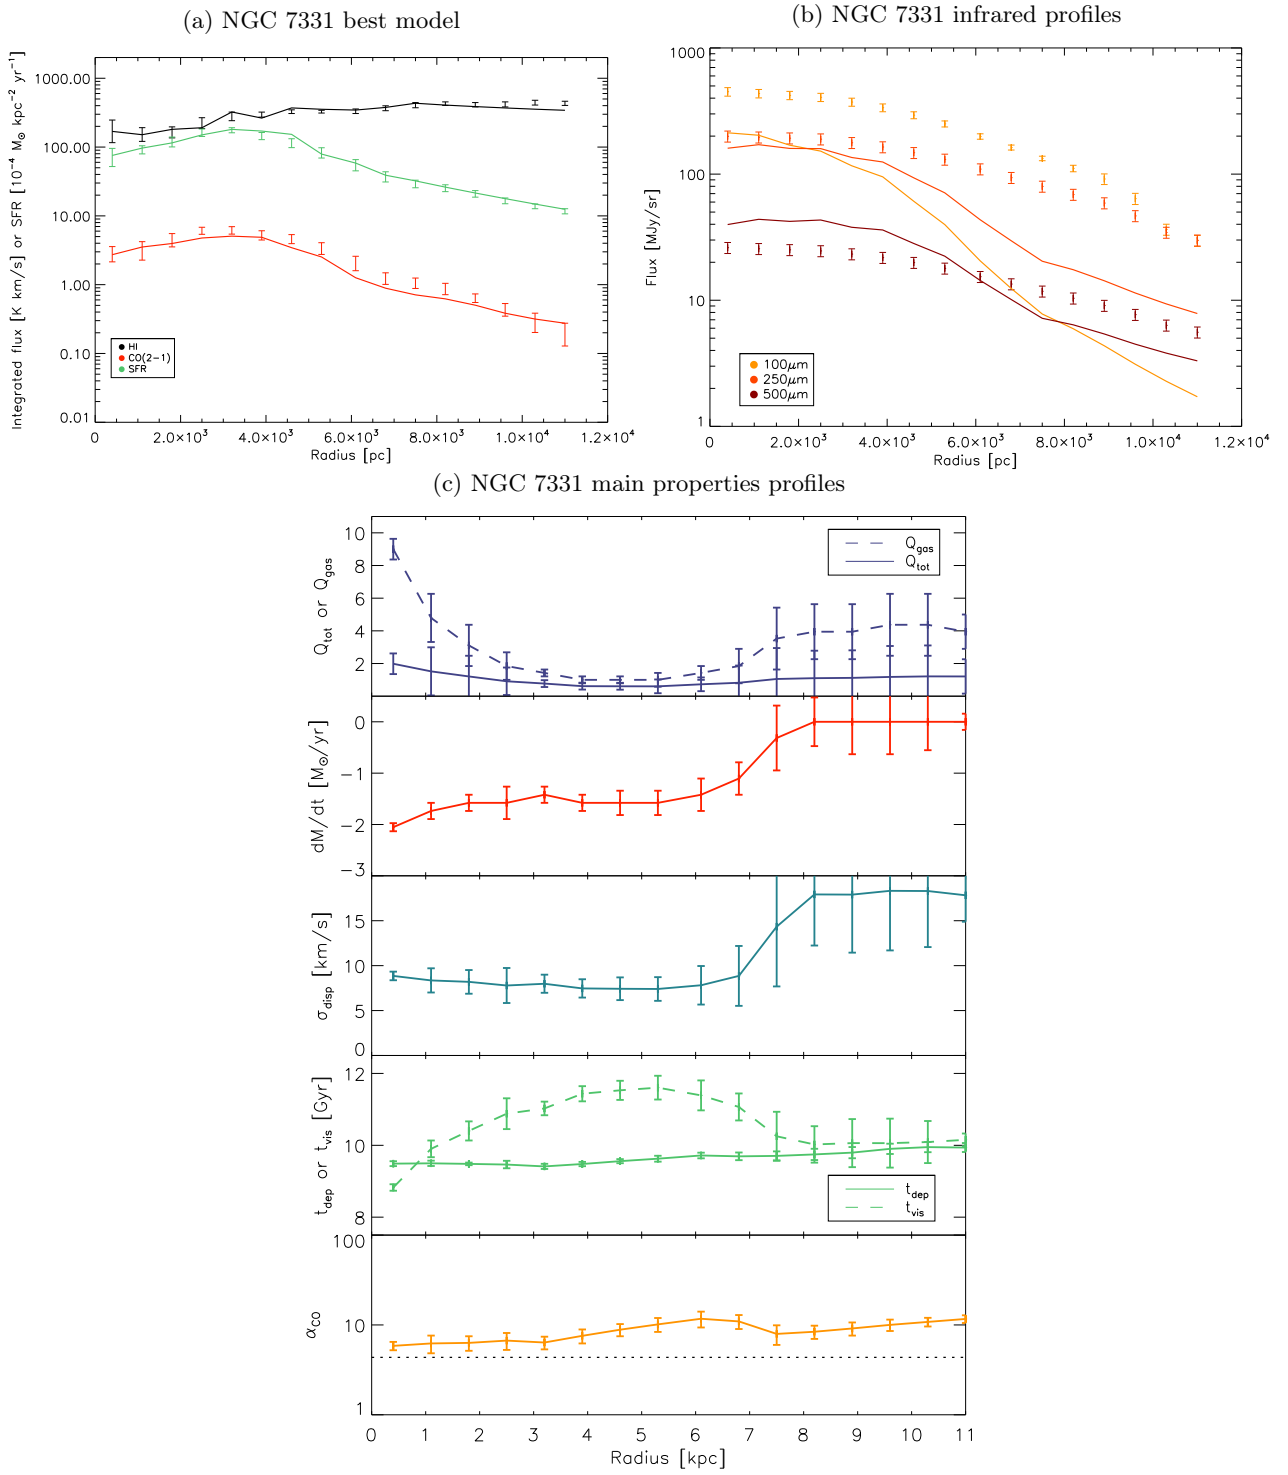 (a) NGC 7331 best model
Integrated flux [K km/s] or SFR [10⁻⁴ M☉ kpc⁻² yr⁻¹]
1000.00
100.00
10.00
1.00
0.10
0.01
HI
CO(2−1)
SFR
0 2.0×10³ 4.0×10³ 6.0×10³ 8.0×10³ 1.0×10⁴ 1.2×10⁴
Radius [pc]
(b) NGC 7331 infrared profiles
Flux [MJy/sr]
1000
100
10
1
100μm
250μm
500μm
0 2.0×10³ 4.0×10³ 6.0×10³ 8.0×10³ 1.0×10⁴ 1.2×10⁴
Radius [pc]
(c) NGC 7331 main properties profiles
Q_tot or Q_gas
10
8
6
4
2
Q_gas
Q_tot
dM/dt [M☉/yr]
0
−1
−2
−3
σ_disp [km/s]
15
10
5
0
t_dep or t_vis [Gyr]
12
10
8
t_dep
t_vis
α_CO
100
10
1
0 1 2 3 4 5 6 7 8 9 10 11
Radius [kpc]